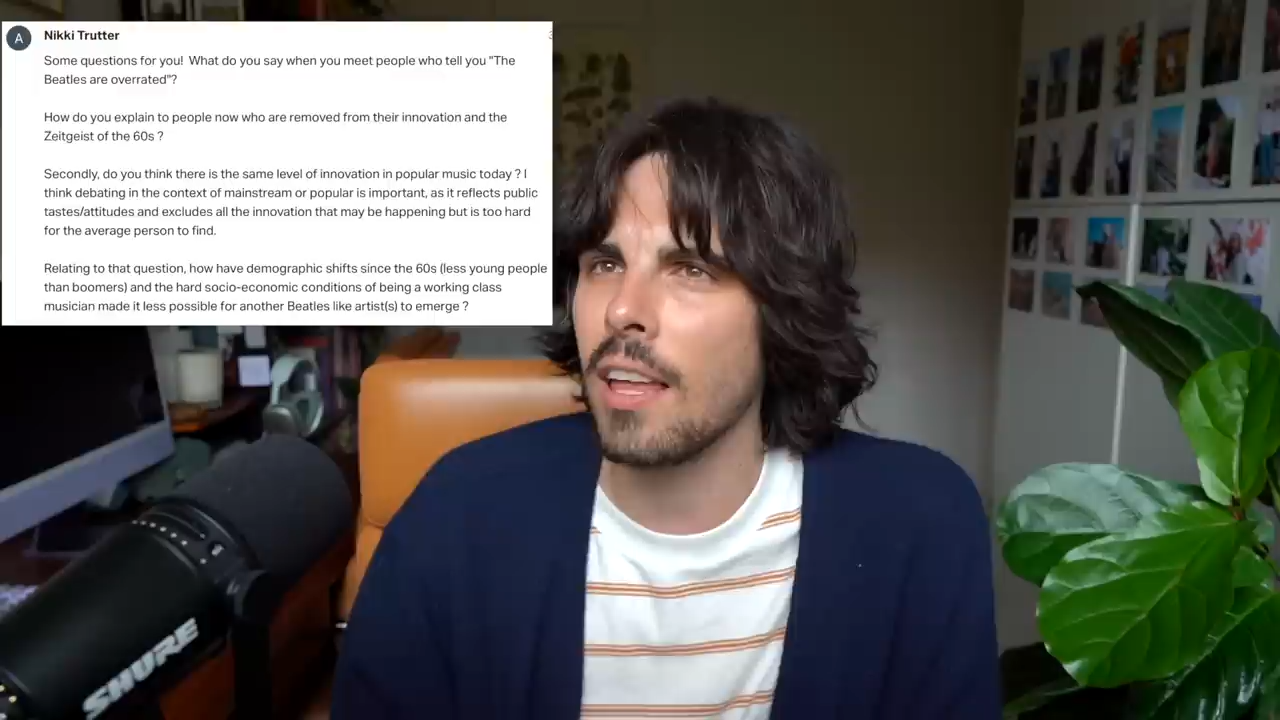 A
Nikki Trutter
Some questions for you! What do you say when you meet people who tell you "The
Beatles are overrated"?
How do you explain to people now who are removed from their innovation and the
Zeitgeist of the 60s ?
Secondly, do you think there is the same level of innovation in popular music today ? I
think debating in the context of mainstream or popular is important, as it reflects public
tastes/attitudes and excludes all the innovation that may be happening but is too hard
for the average person to find.
Relating to that question, how have demographic shifts since the 60s (less young people
than boomers) and the hard socio-economic conditions of being a working class
musician made it less possible for another Beatles like artist(s) to emerge ?
SHURE